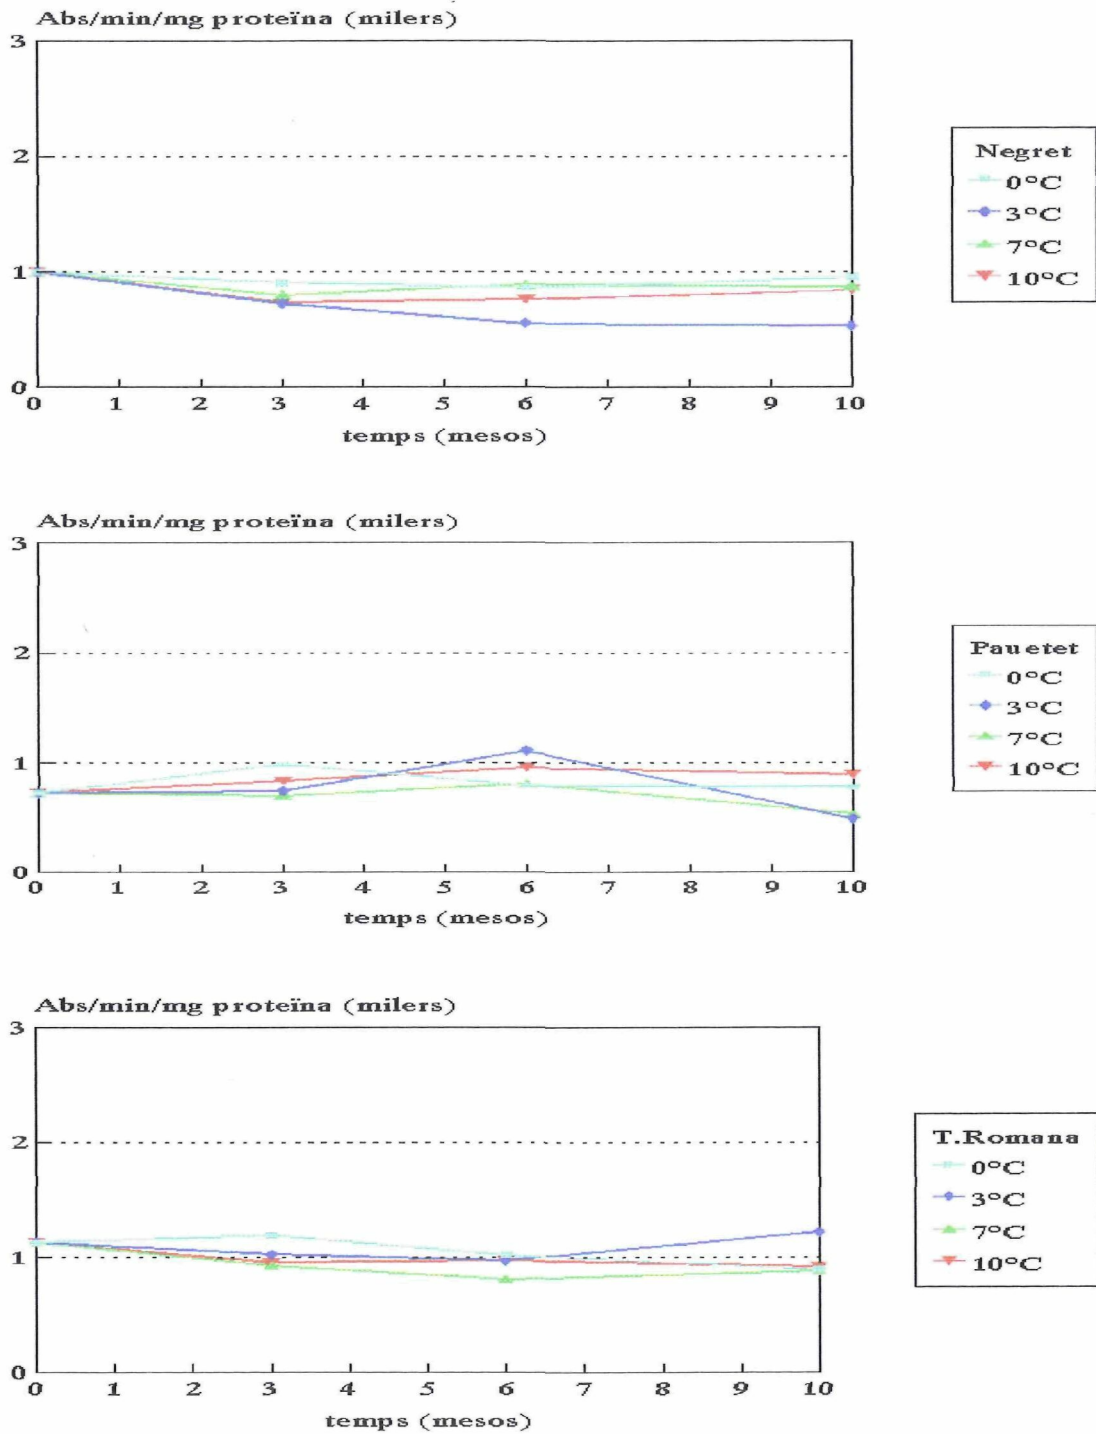 Abs/min/mg proteïna (milers)
3
2
1
0
0 1 2 3 4 5 6 7 8 9 10
temps (mesos)
Negret
0°C
3°C
7°C
10°C
Abs/min/mg proteïna (milers)
3
2
1
0
0 1 2 3 4 5 6 7 8 9 10
temps (mesos)
Pauetet
0°C
3°C
7°C
10°C
Abs/min/mg proteïna (milers)
3
2
1
0
0 1 2 3 4 5 6 7 8 9 10
temps (mesos)
T.Romana
0°C
3°C
7°C
10°C